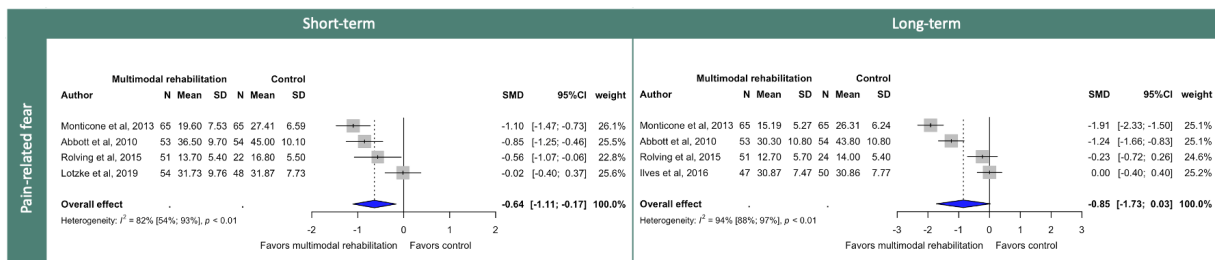 Short-term
Long-term
Pain-related fear
Multimodal rehabilitation Control
Author N Mean SD N Mean SD SMD 95%CI weight
Monticone et al, 2013 65 19.60 7.53 65 27.41 6.59 -1.10 [-1.47; -0.73] 26.1%
Abbott et al, 2010 53 36.50 9.70 54 45.00 10.10 -0.85 [-1.25; -0.46] 25.5%
Rolving et al, 2015 51 13.70 5.40 22 16.80 5.50 -0.56 [-1.07; -0.06] 22.8%
Lotzke et al, 2019 54 31.73 9.76 48 31.87 7.73 -0.02 [-0.40; 0.37] 25.6%
Overall effect . . -0.64 [-1.11; -0.17] 100.0%
Heterogeneity: I² = 82% [54%; 93%], p < 0.01
-2 -1 0 1 2
Favors multimodal rehabilitation Favors control
Multimodal rehabilitation Control
Author N Mean SD N Mean SD SMD 95%CI weight
Monticone et al, 2013 65 15.19 5.27 65 26.31 6.24 -1.91 [-2.33; -1.50] 25.1%
Abbott et al, 2010 53 30.30 10.80 54 43.80 10.80 -1.24 [-1.66; -0.83] 25.1%
Rolving et al, 2015 51 12.70 5.70 24 14.00 5.40 -0.23 [-0.72; 0.26] 24.6%
Ilves et al, 2016 47 30.87 7.47 50 30.86 7.77 0.00 [-0.40; 0.40] 25.2%
Overall effect . . -0.85 [-1.73; 0.03] 100.0%
Heterogeneity: I² = 94% [88%; 97%], p < 0.01
-3 -2 -1 0 1 2 3
Favors multimodal rehabilitation Favors control